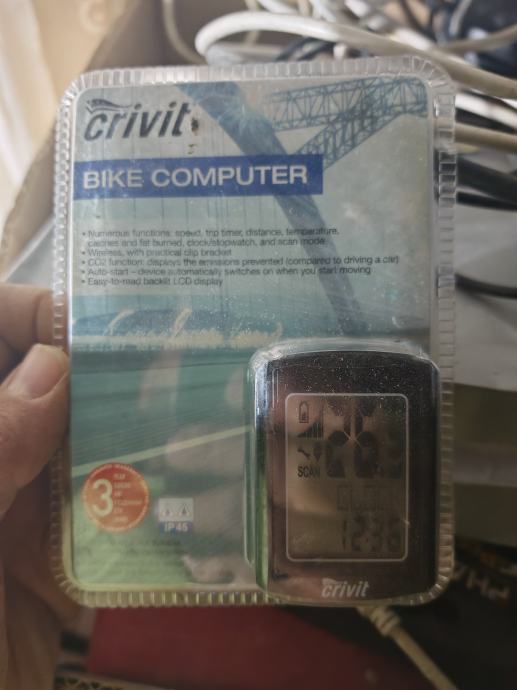 crivit
BIKE COMPUTER
• Numerous functions: speed, trip timer, distance, temperature,
calories and fat burned, clock/stopwatch, and scan mode
• Wireless, with practical clip bracket
• CO2 function: displays the emissions prevented (compared to driving a car)
• Auto-start – device automatically switches on when you start moving
• Easy-to-read backlit LCD display
SCAN
3
IP 45
crivit